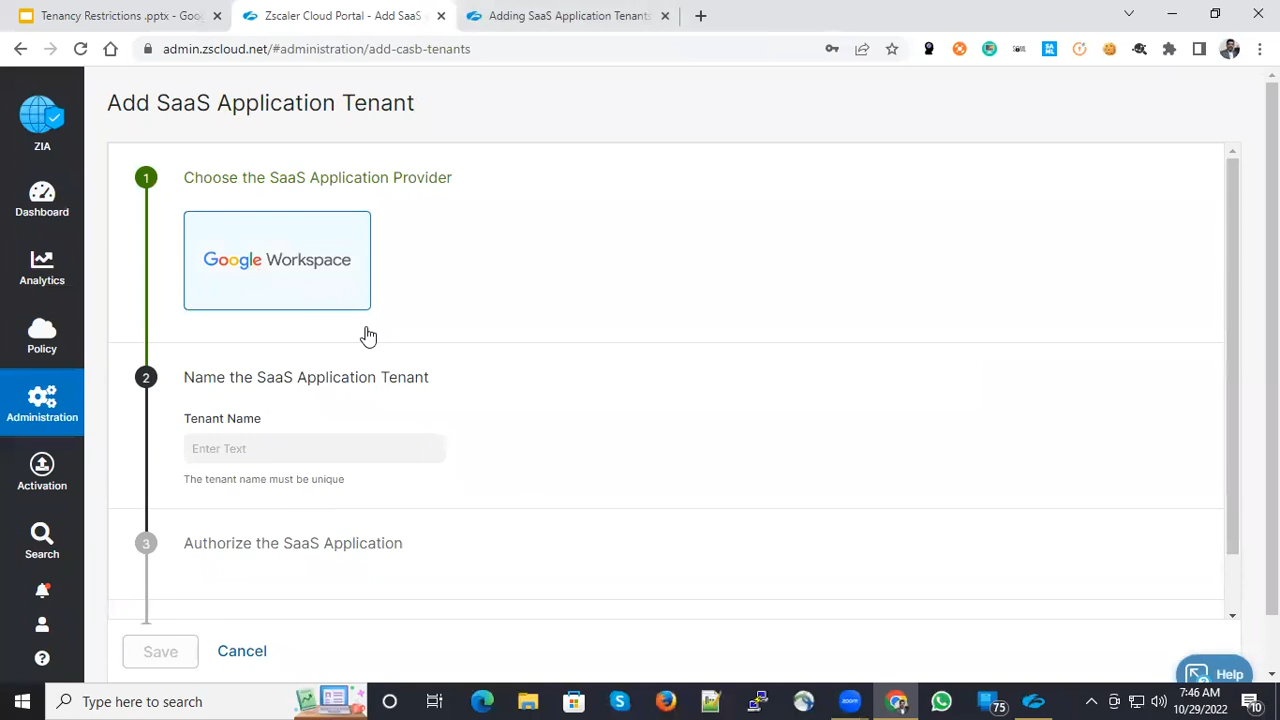 Tenancy Restrictions .pptx - Goo
Zscaler Cloud Portal - Add SaaS
Adding SaaS Application Tenants
admin.zscloud.net/#administration/add-casb-tenants
Add SaaS Application Tenant
ZIA
Dashboard
Analytics
Policy
Administration
Activation
Search
1
Choose the SaaS Application Provider
Google Workspace
2
Name the SaaS Application Tenant
Tenant Name
Enter Text
The tenant name must be unique
3
Authorize the SaaS Application
Save
Cancel
Help
Type here to search
75
7:46 AM
10/29/2022
10